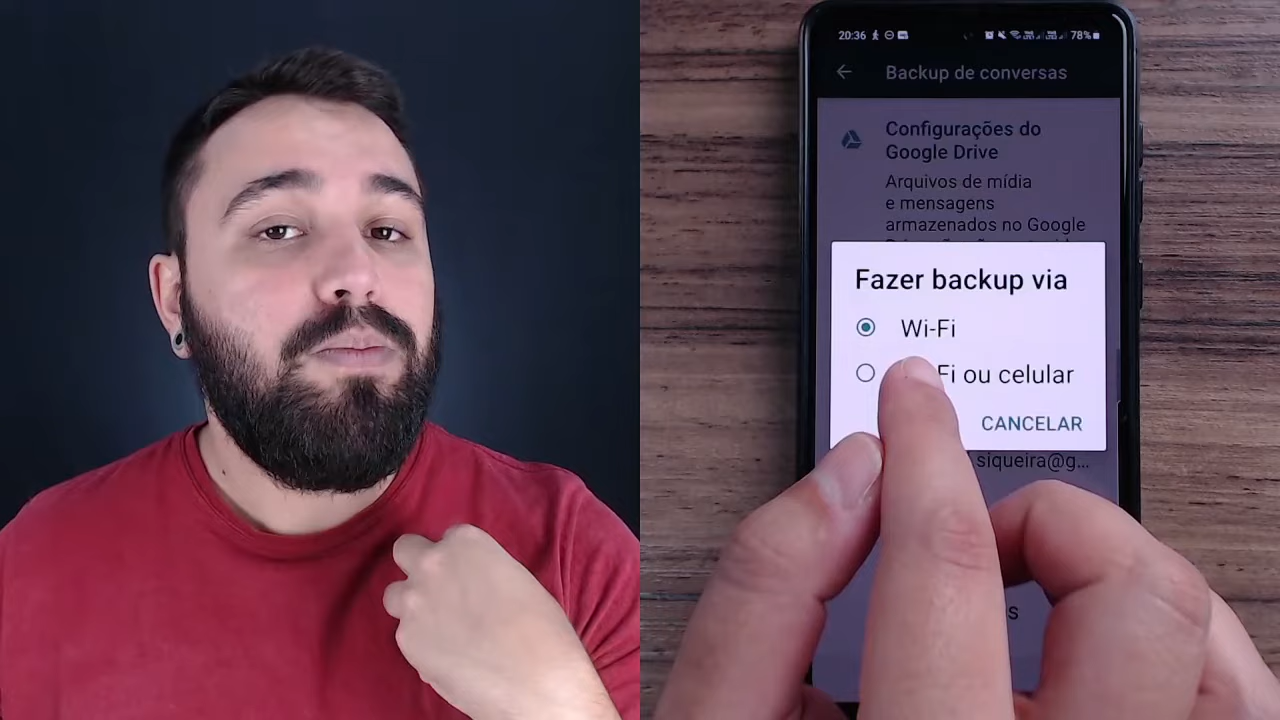 20:36
78%
Backup de conversas
Configurações do
Google Drive
Arquivos de mídia
e mensagens
armazenados no Google
Fazer backup via
Wi-Fi
Fi ou celular
CANCELAR
siqueira@g...
s